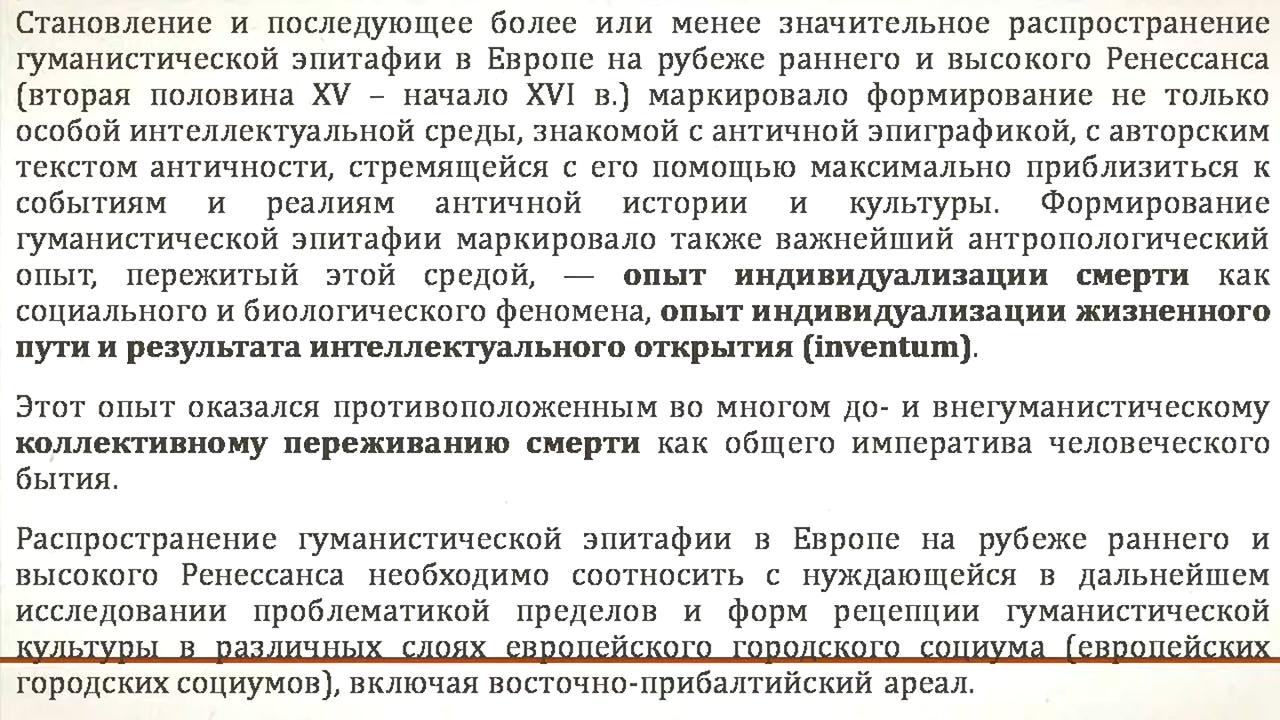 Становление и последующее более или менее значительное распространение
гуманистической эпитафии в Европе на рубеже раннего и высокого Ренессанса
(вторая половина XV – начало XVI в.) маркировало формирование не только
особой интеллектуальной среды, знакомой с античной эпиграфикой, с авторским
текстом античности, стремящейся с его помощью максимально приблизиться к
событиям и реалиям античной истории и культуры. Формирование
гуманистической эпитафии маркировало также важнейший антропологический
опыт, пережитый этой средой, — опыт индивидуализации смерти как
социального и биологического феномена, опыт индивидуализации жизненного
пути и результата интеллектуального открытия (inventum).
Этот опыт оказался противоположенным во многом до- и внегуманистическому
коллективному переживанию смерти как общего императива человеческого
бытия.
Распространение гуманистической эпитафии в Европе на рубеже раннего и
высокого Ренессанса необходимо соотносить с нуждающейся в дальнейшем
исследовании проблематикой пределов и форм рецепции гуманистической
культуры в различных слоях европейского городского социума (европейских
городских социумов), включая восточно-прибалтийский ареал.